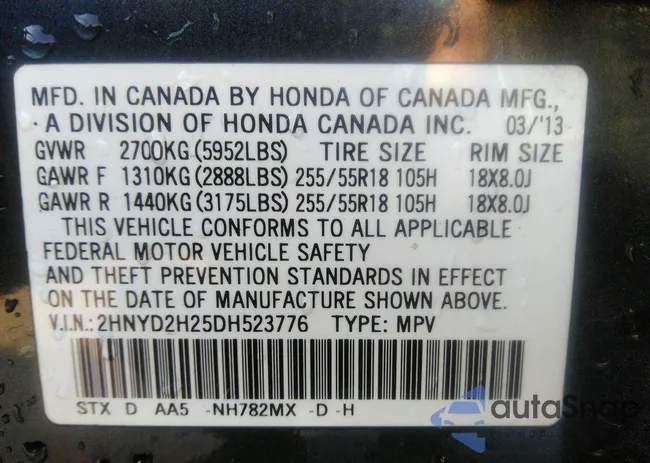 MFD. IN CANADA BY HONDA OF CANADA MFG.,
A DIVISION OF HONDA CANADA INC. 03/'13
GVWR 2700KG(5952LBS) TIRE SIZE RIM SIZE
GAWR F 1310KG(2888LBS) 255/55R18 105H 18X8.0J
GAWR R 1440KG(3175LBS) 255/55R18 105H 18X8.0J
THIS VEHICLE CONFORMS TO ALL APPLICABLE
FEDERAL MOTOR VEHICLE SAFETY
AND THEFT PREVENTION STANDARDS IN EFFECT
ON THE DATE OF MANUFACTURE SHOWN ABOVE.
V.I.N.:2HNYD2H25DH523776 TYPE: MPV
STX D AA5 -NH782MX -D -H
autoSnap
Your auto data